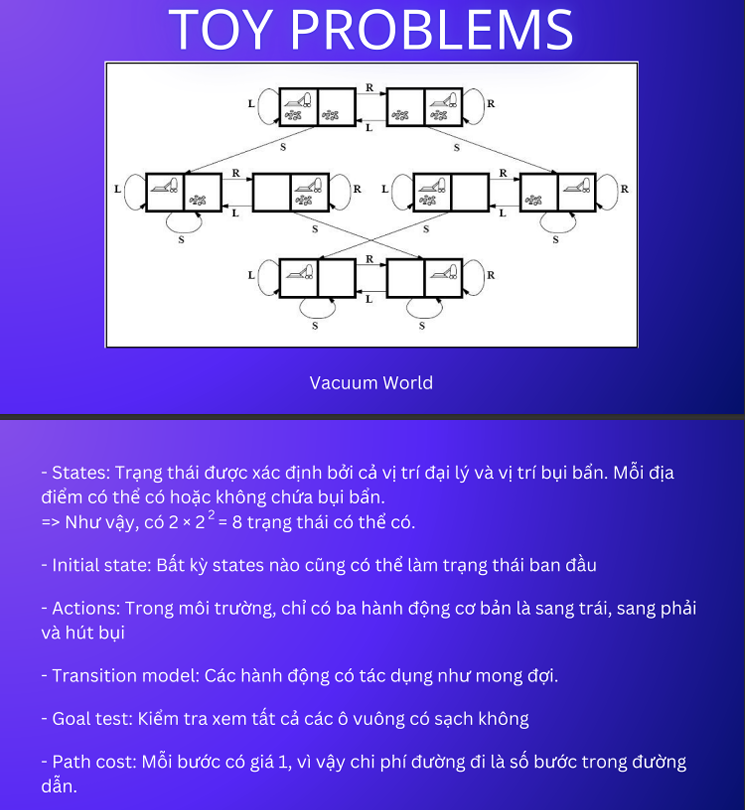 TOY PROBLEMS
R
L
R
L
S
S
L
R
R
L
R
R
L
L
S
S
S
S
R
L
R
L
S
S
Vacuum World
- States: Trạng thái được xác định bởi cả vị trí đại lý và vị trí bụi bẩn. Mỗi địa
điểm có thể có hoặc không chứa bụi bẩn.
=> Như vậy, có 2 × 2² = 8 trạng thái có thể có.
- Initial state: Bất kỳ states nào cũng có thể làm trạng thái ban đầu
- Actions: Trong môi trường, chỉ có ba hành động cơ bản là sang trái, sang phải
và hút bụi
- Transition model: Các hành động có tác dụng như mong đợi.
- Goal test: Kiểm tra xem tất cả các ô vuông có sạch không
- Path cost: Mỗi bước có giá 1, vì vậy chi phí đường đi là số bước trong đường
dẫn.